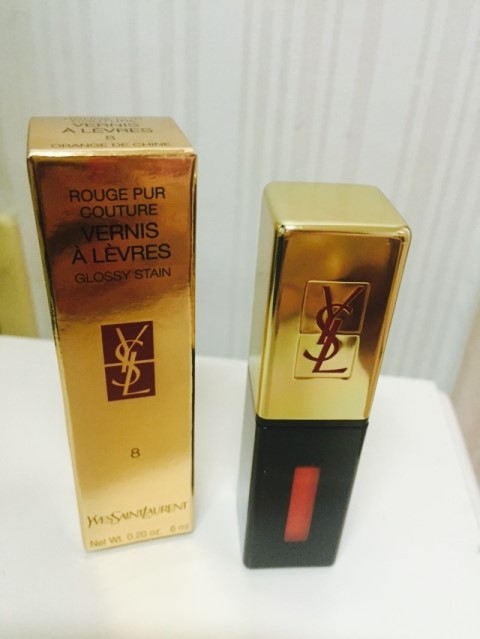 VERNIS
À LÈVRES
8
ORANGE DE CHINE
ROUGE PUR
COUTURE
VERNIS
À LÈVRES
GLOSSY STAIN
YSL
8
YVESSAINTLAURENT
Net Wt. 0.20 oz 6 ml
YSL